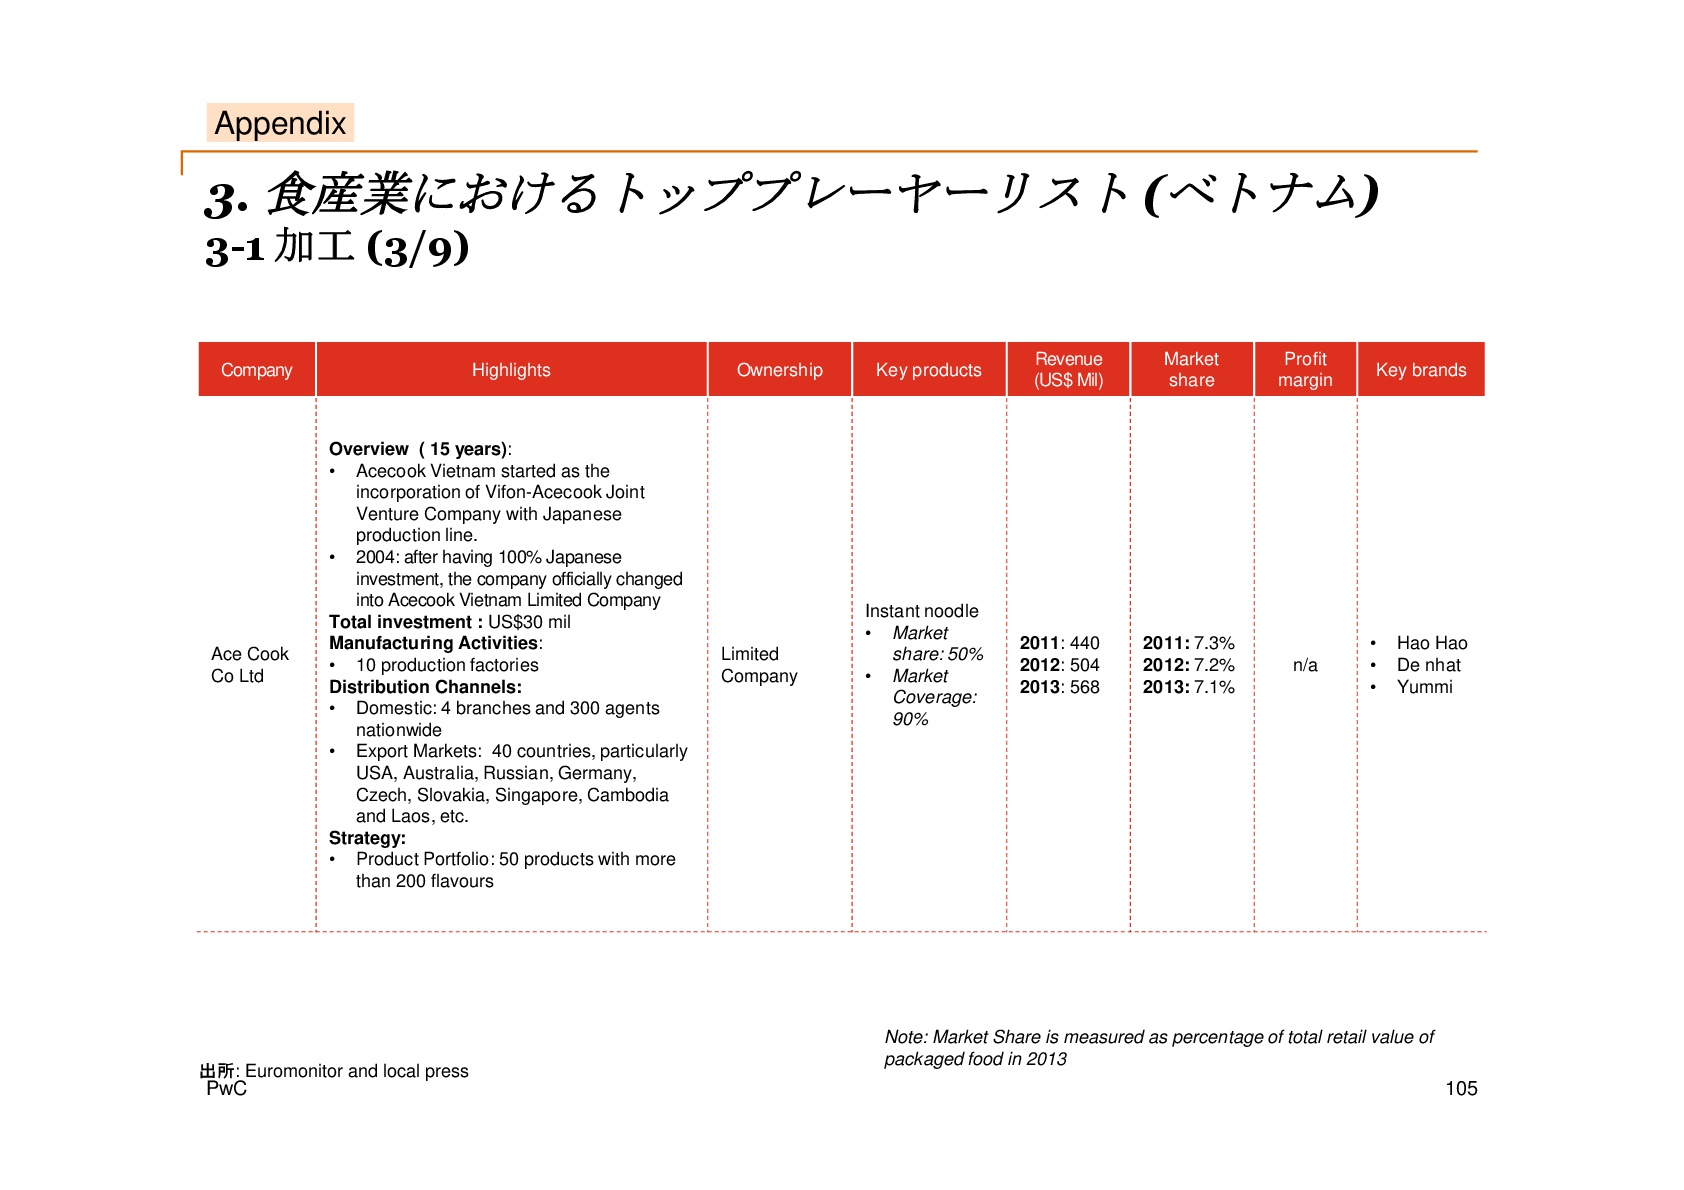 Appendix
3. 食産業におけるトッププレーヤーリスト(ベトナム)
3-1 加工 (3/9)
Company
Highlights
Ownership
Key products
Revenue
(US$ Mil)
Market
share
Profit
margin
Key brands
Ace Cook
Co Ltd
Overview ( 15 years):
• Acecook Vietnam started as the
incorporation of Vifon-Acecook Joint
Venture Company with Japanese
production line.
• 2004: after having 100% Japanese
investment, the company officially changed
into Acecook Vietnam Limited Company
Total investment : US$30 mil
Manufacturing Activities:
• 10 production factories
Distribution Channels:
• Domestic: 4 branches and 300 agents
nationwide
• Export Markets: 40 countries, particularly
USA, Australia, Russian, Germany,
Czech, Slovakia, Singapore, Cambodia
and Laos, etc.
Strategy:
• Product Portfolio: 50 products with more
than 200 flavours
Limited
Company
Instant noodle
• Market
share: 50%
• Market
Coverage:
90%
2011: 440
2012: 504
2013: 568
2011: 7.3%
2012: 7.2%
2013: 7.1%
n/a
• Hao Hao
• De nhat
• Yummi
Note: Market Share is measured as percentage of total retail value of
packaged food in 2013
出所: Euromonitor and local press
PwC
105